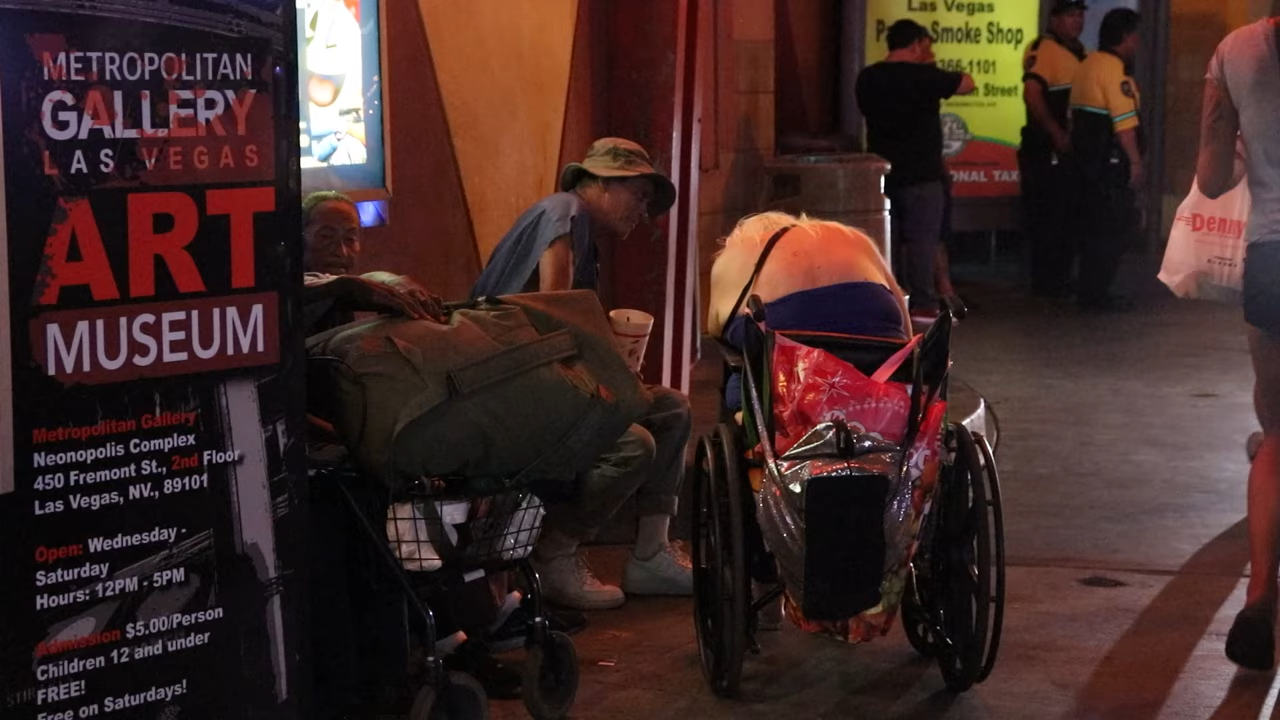 METROPOLITAN
GALLERY
LAS VEGAS
ART
MUSEUM
Metropolitan Gallery
Neonopolis Complex
450 Fremont St., 2nd Floor
Las Vegas, NV., 89101
Open: Wednesday -
Saturday
Hours: 12PM - 5PM
Admission $5.00/Person
Children 12 and under
FREE!
Free on Saturdays!
Las Vegas
Smoke Shop
366-1101
Street
ONAL TAX
Denny